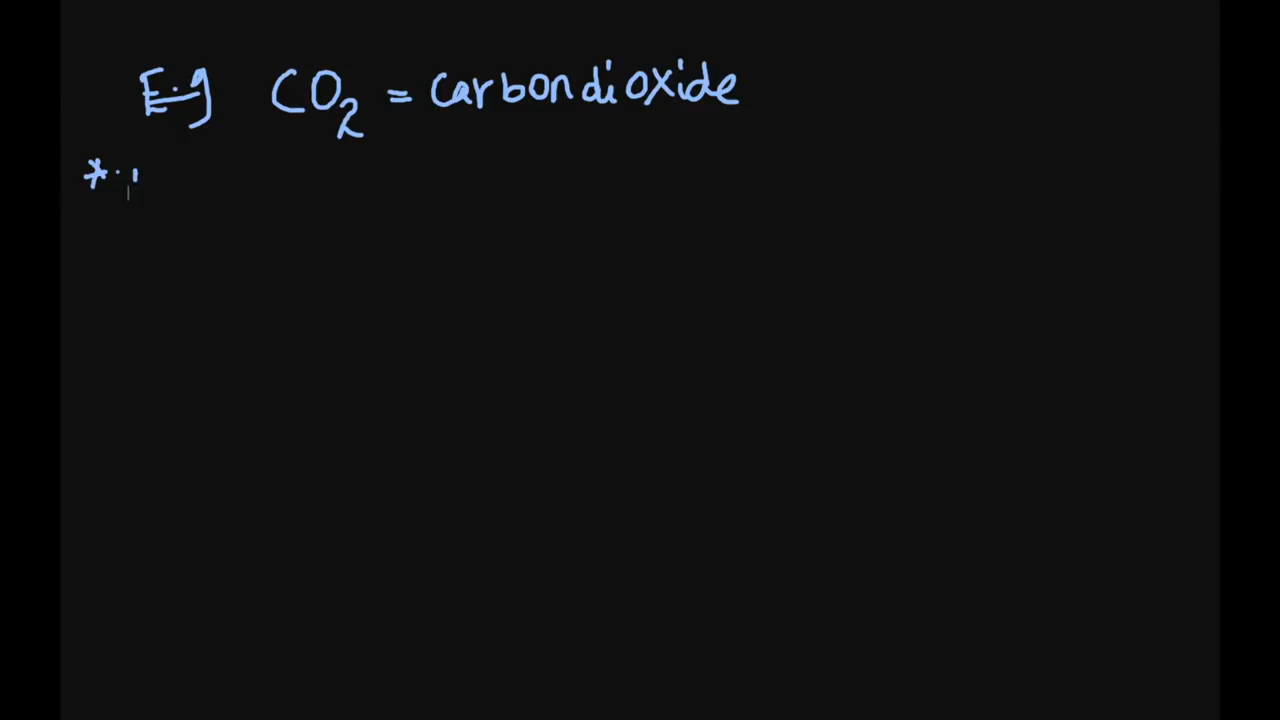 E.g CO₂ = carbondioxide
*